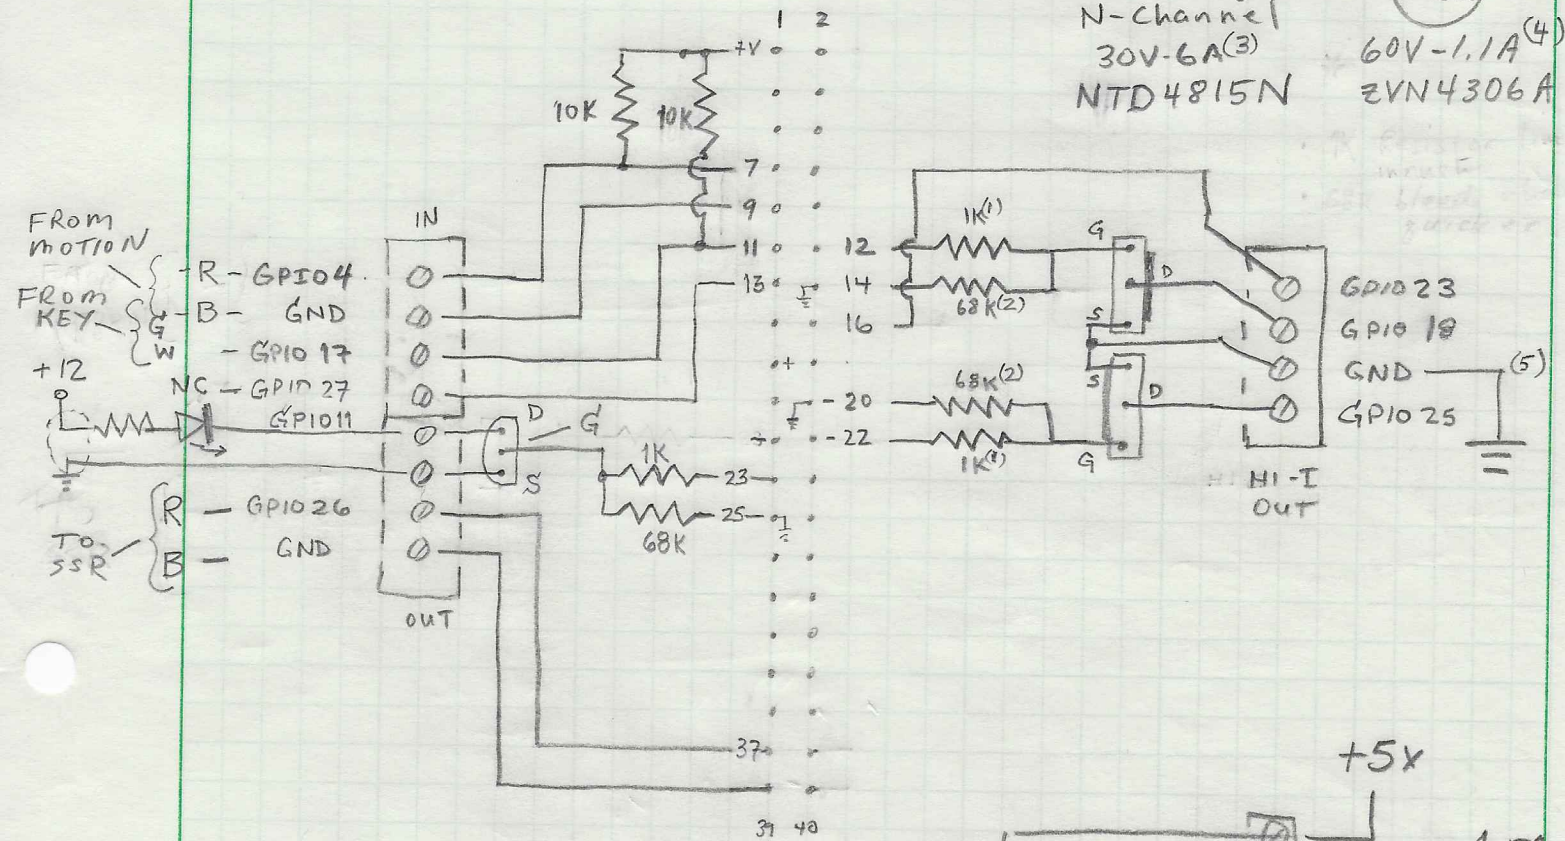 1 2
N-Channel
30V-6A(3)
NTD4815N
60V-1.1A(4)
ZVN4306A
+V
10K
10K
7
9
11
13
FROM
MOTION
FROM
KEY
R - GPIO4
B - GND
G
W - GPIO 17
NC - GPIO 27
GPIO11
+12
IN
D
G
S
1K
23
25
68K
TO
SSR
R - GPIO26
B - GND
OUT
37
39 40
12
14
16
20
22
1K(1)
68K(2)
68K(2)
1K(1)
G
D
S
S
D
G
GPIO23
GPIO 18
GND
(5)
GPIO25
HI-I
OUT
+5V